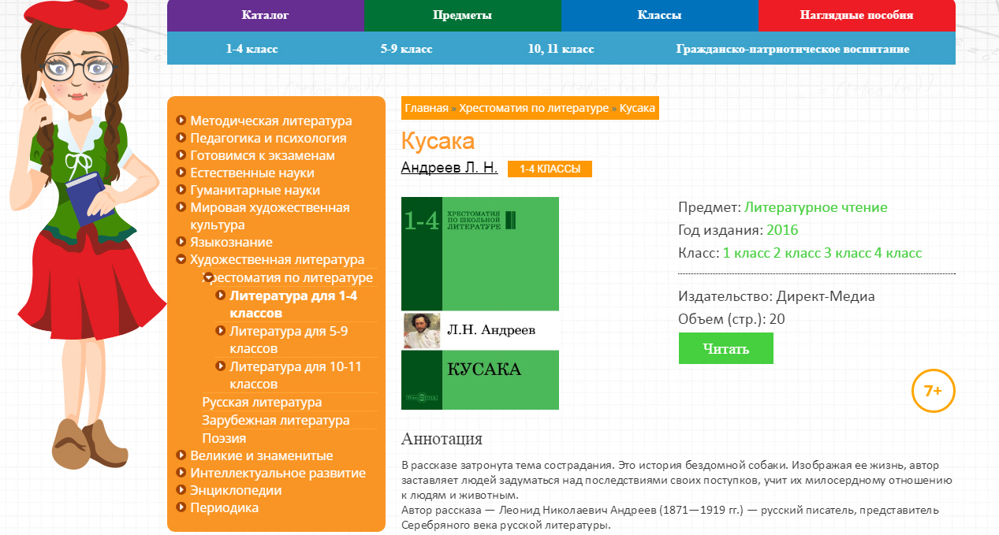 Каталог
Предметы
Классы
Наглядные пособия
1-4 класс
5-9 класс
10, 11 класс
Гражданско-патриотическое воспитание
Методическая литература
Педагогика и психология
Готовимся к экзаменам
Естественные науки
Гуманитарные науки
Мировая художественная
культура
Языкознание
Художественная литература
Хрестоматия по литературе
Литература для 1-4
классов
Литература для 5-9
классов
Литература для 10-11
классов
Русская литература
Зарубежная литература
Поэзия
Великие и знаменитые
Интеллектуальное развитие
Энциклопедии
Периодика
Главная » Хрестоматия по литературе » Кусака
Кусака
Андреев Л. Н.
1-4 КЛАССЫ
1-4
ХРЕСТОМАТИЯ
ПО ШКОЛЬНОЙ
ЛИТЕРАТУРЕ
Л.Н. Андреев
КУСАКА
Предмет: Литературное чтение
Год издания: 2016
Класс: 1 класс 2 класс 3 класс 4 класс
Издательство: Директ-Медиа
Объем (стр.): 20
Читать
7+
Аннотация
В рассказе затронута тема сострадания. Это история бездомной собаки. Изображая ее жизнь, автор
заставляет людей задуматься над последствиями своих поступков, учит их милосердному отношению
к людям и животным.
Автор рассказа — Леонид Николаевич Андреев (1871—1919 гг.) — русский писатель, представитель
Серебряного века русской литературы.